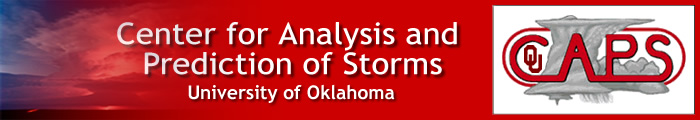 Center for Analysis and
Prediction of Storms
University of Oklahoma
CAPS
OU